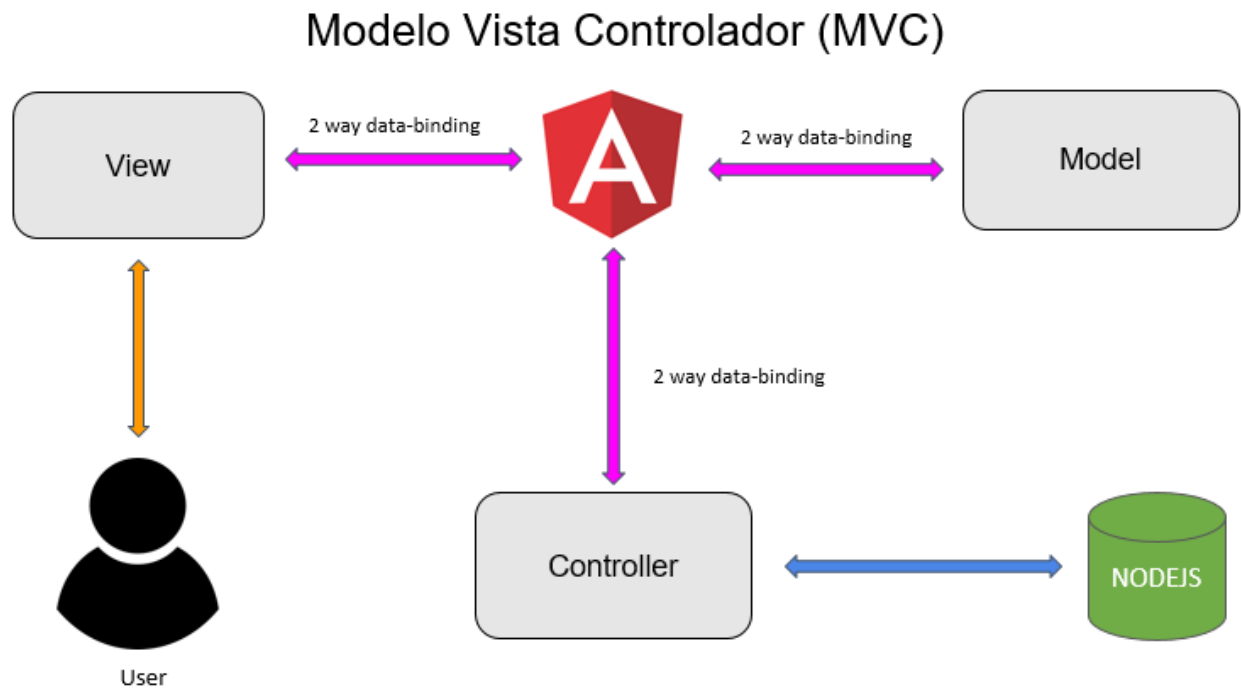 Modelo Vista Controlador (MVC)
2 way data-binding
2 way data-binding
View
A
Model
2 way data-binding
Controller
NODEJS
User